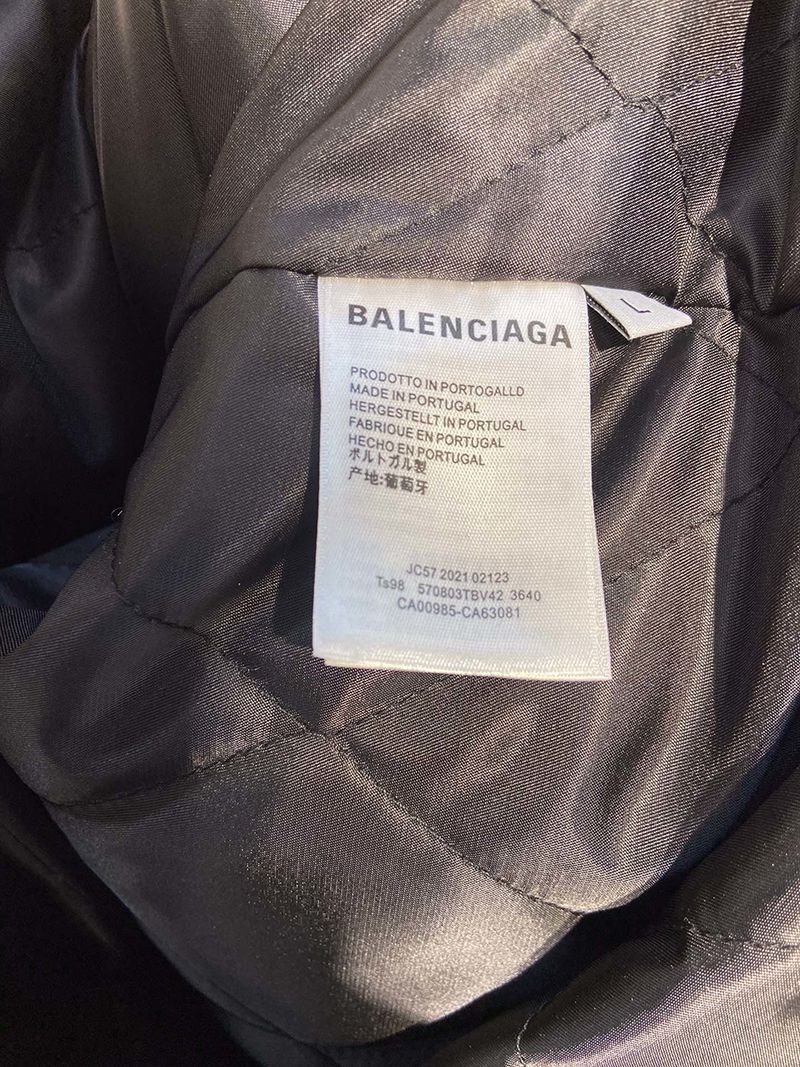 BALENCIAGA
L
PRODOTTO IN PORTOGALLD
MADE IN PORTUGAL
HERGESTELLT IN PORTUGAL
FABRIQUE EN PORTUGAL
HECHO EN PORTUGAL
ポルトガル製
产地:葡萄牙
JC57 2021 02123
Ts98 570803TBV42 3640
CA00985-CA63081